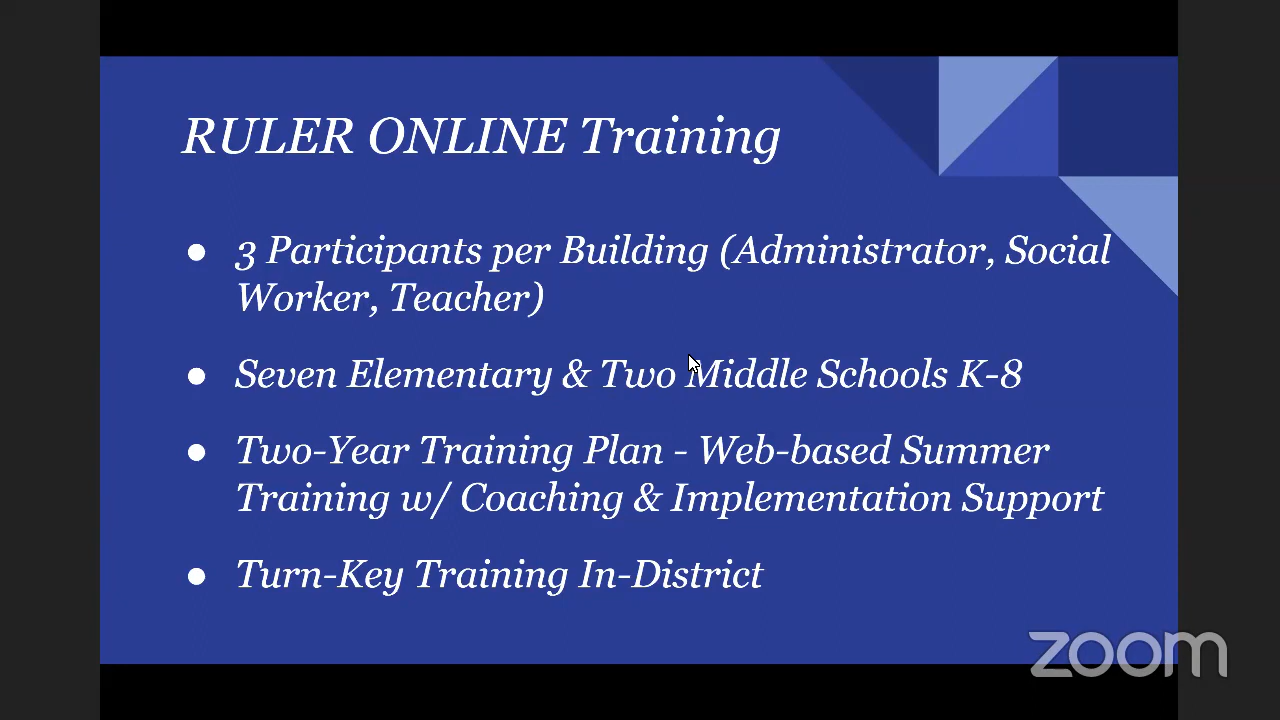 RULER ONLINE Training
● 3 Participants per Building (Administrator, Social
Worker, Teacher)
● Seven Elementary & Two Middle Schools K-8
● Two-Year Training Plan - Web-based Summer
Training w/ Coaching & Implementation Support
● Turn-Key Training In-District
zoom